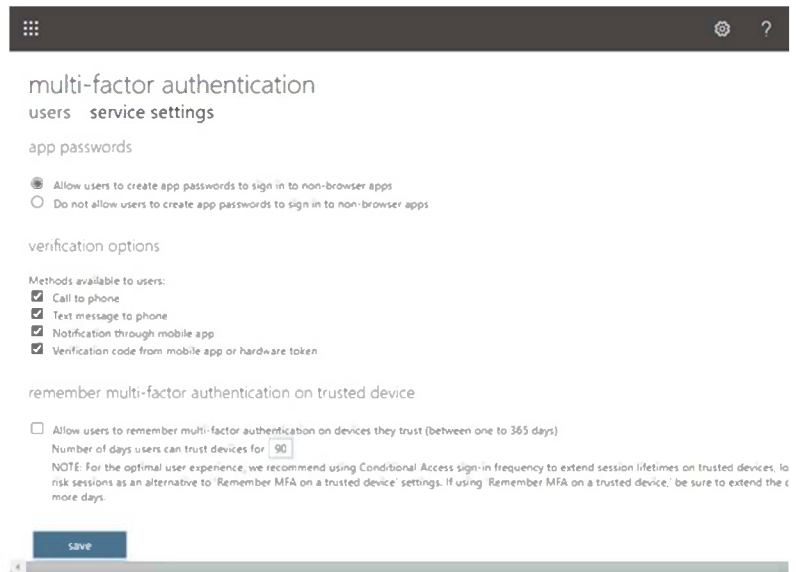 ?
multi-factor authentication
users service settings
app passwords
Allow users to create app passwords to sign in to non-browser apps
Do not allow users to create app passwords to sign in to non-browser apps
verification options
Methods available to users:
Call to phone
Text message to phone
Notification through mobile app
Verification code from mobile app or hardware token
remember multi-factor authentication on trusted device
Allow users to remember multi-factor authentication on devices they trust (between one to 365 days)
Number of days users can trust devices for 90
NOTE: For the optimal user experience, we recommend using Conditional Access sign-in frequency to extend session lifetimes on trusted devices, lo
risk sessions as an alternative to 'Remember MFA on a trusted device' settings. If using 'Remember MFA on a trusted device,' be sure to extend the d
more days.
save